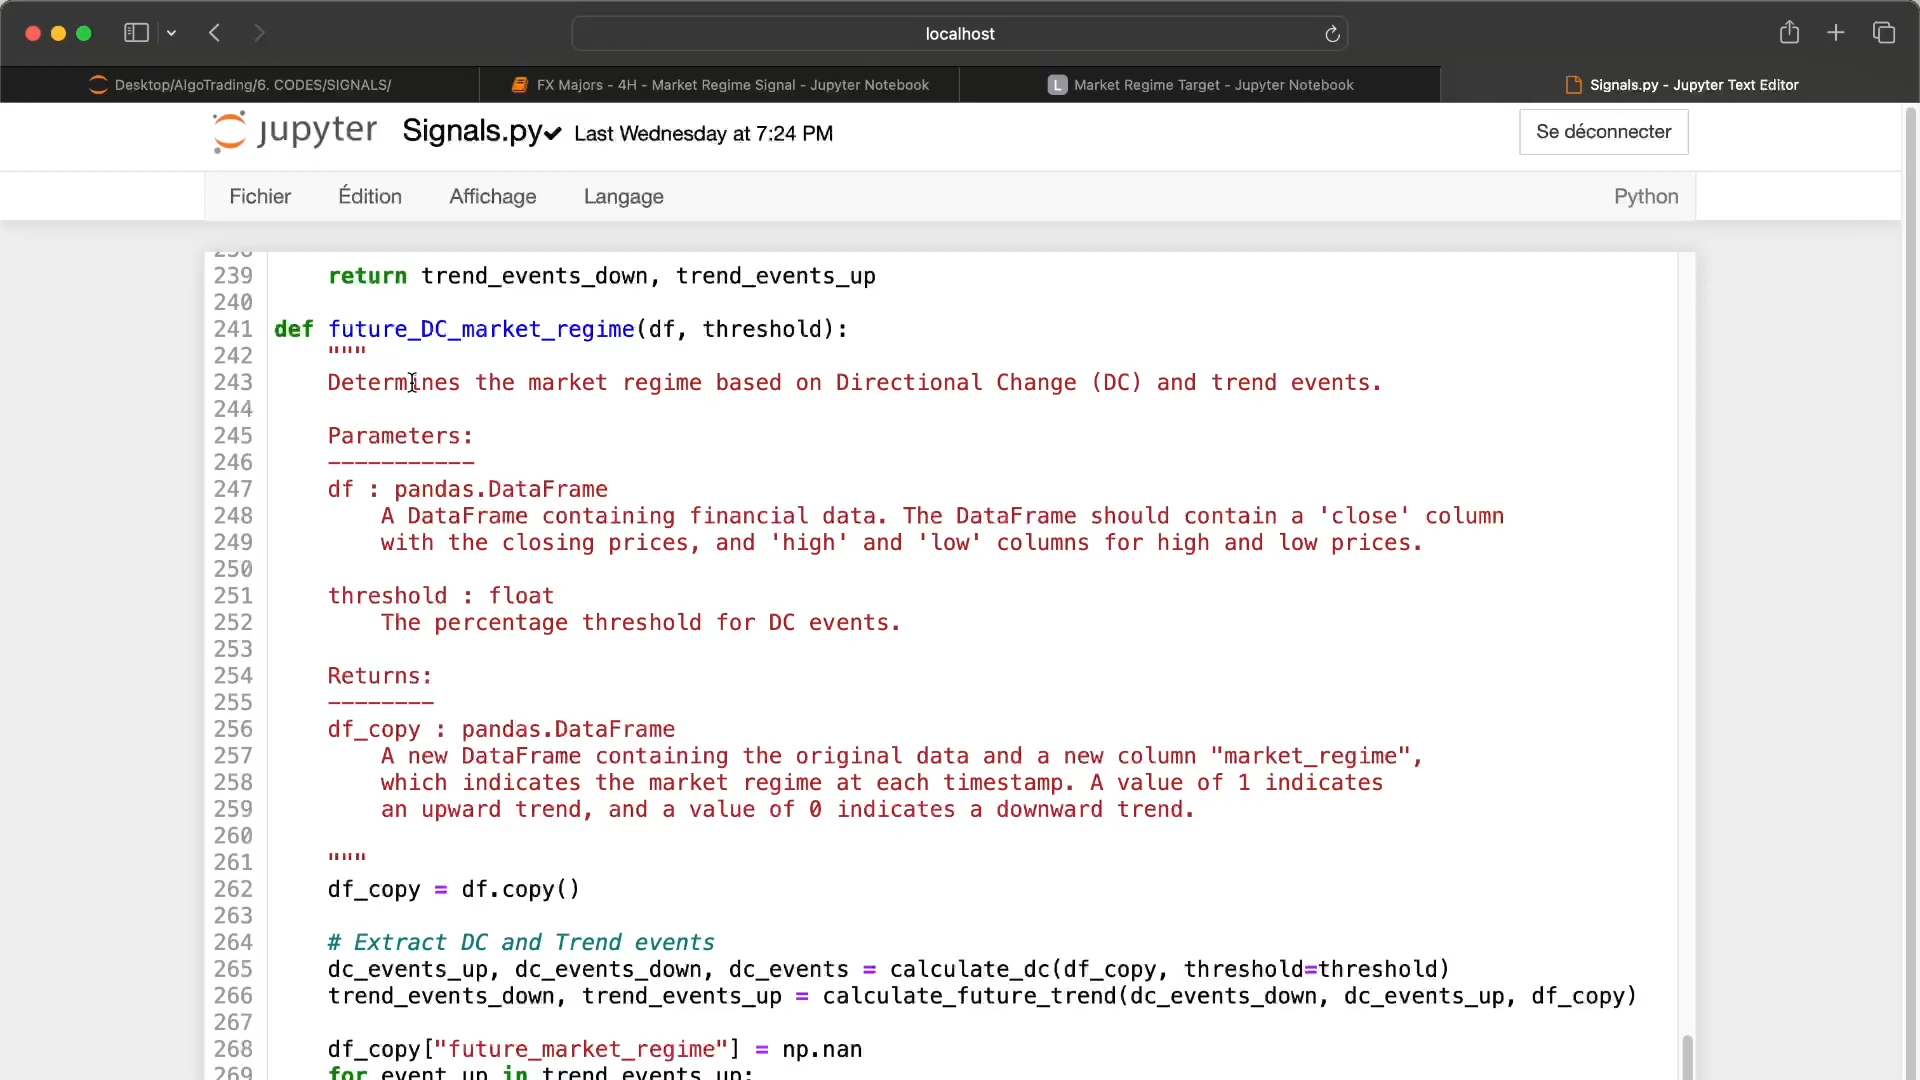 localhost
Desktop/AlgoTrading/6. CODES/SIGNALS/
FX Majors - 4H - Market Regime Signal - Jupyter Notebook
L Market Regime Target - Jupyter Notebook
Signals.py - Jupyter Text Editor
jupyter Signals.py✔ Last Wednesday at 7:24 PM
Se déconnecter
Fichier Édition Affichage Langage Python
238
239 return trend_events_down, trend_events_up
240
241 def future_DC_market_regime(df, threshold):
242 """
243 Determines the market regime based on Directional Change (DC) and trend events.
244
245 Parameters:
246 -----------
247 df : pandas.DataFrame
248 A DataFrame containing financial data. The DataFrame should contain a 'close' column
249 with the closing prices, and 'high' and 'low' columns for high and low prices.
250
251 threshold : float
252 The percentage threshold for DC events.
253
254 Returns:
255 --------
256 df_copy : pandas.DataFrame
257 A new DataFrame containing the original data and a new column "market_regime",
258 which indicates the market regime at each timestamp. A value of 1 indicates
259 an upward trend, and a value of 0 indicates a downward trend.
260
261 """
262 df_copy = df.copy()
263
264 # Extract DC and Trend events
265 dc_events_up, dc_events_down, dc_events = calculate_dc(df_copy, threshold=threshold)
266 trend_events_down, trend_events_up = calculate_future_trend(dc_events_down, dc_events_up, df_copy)
267
268 df_copy["future_market_regime"] = np.nan
269 for event_up in trend_events_up: